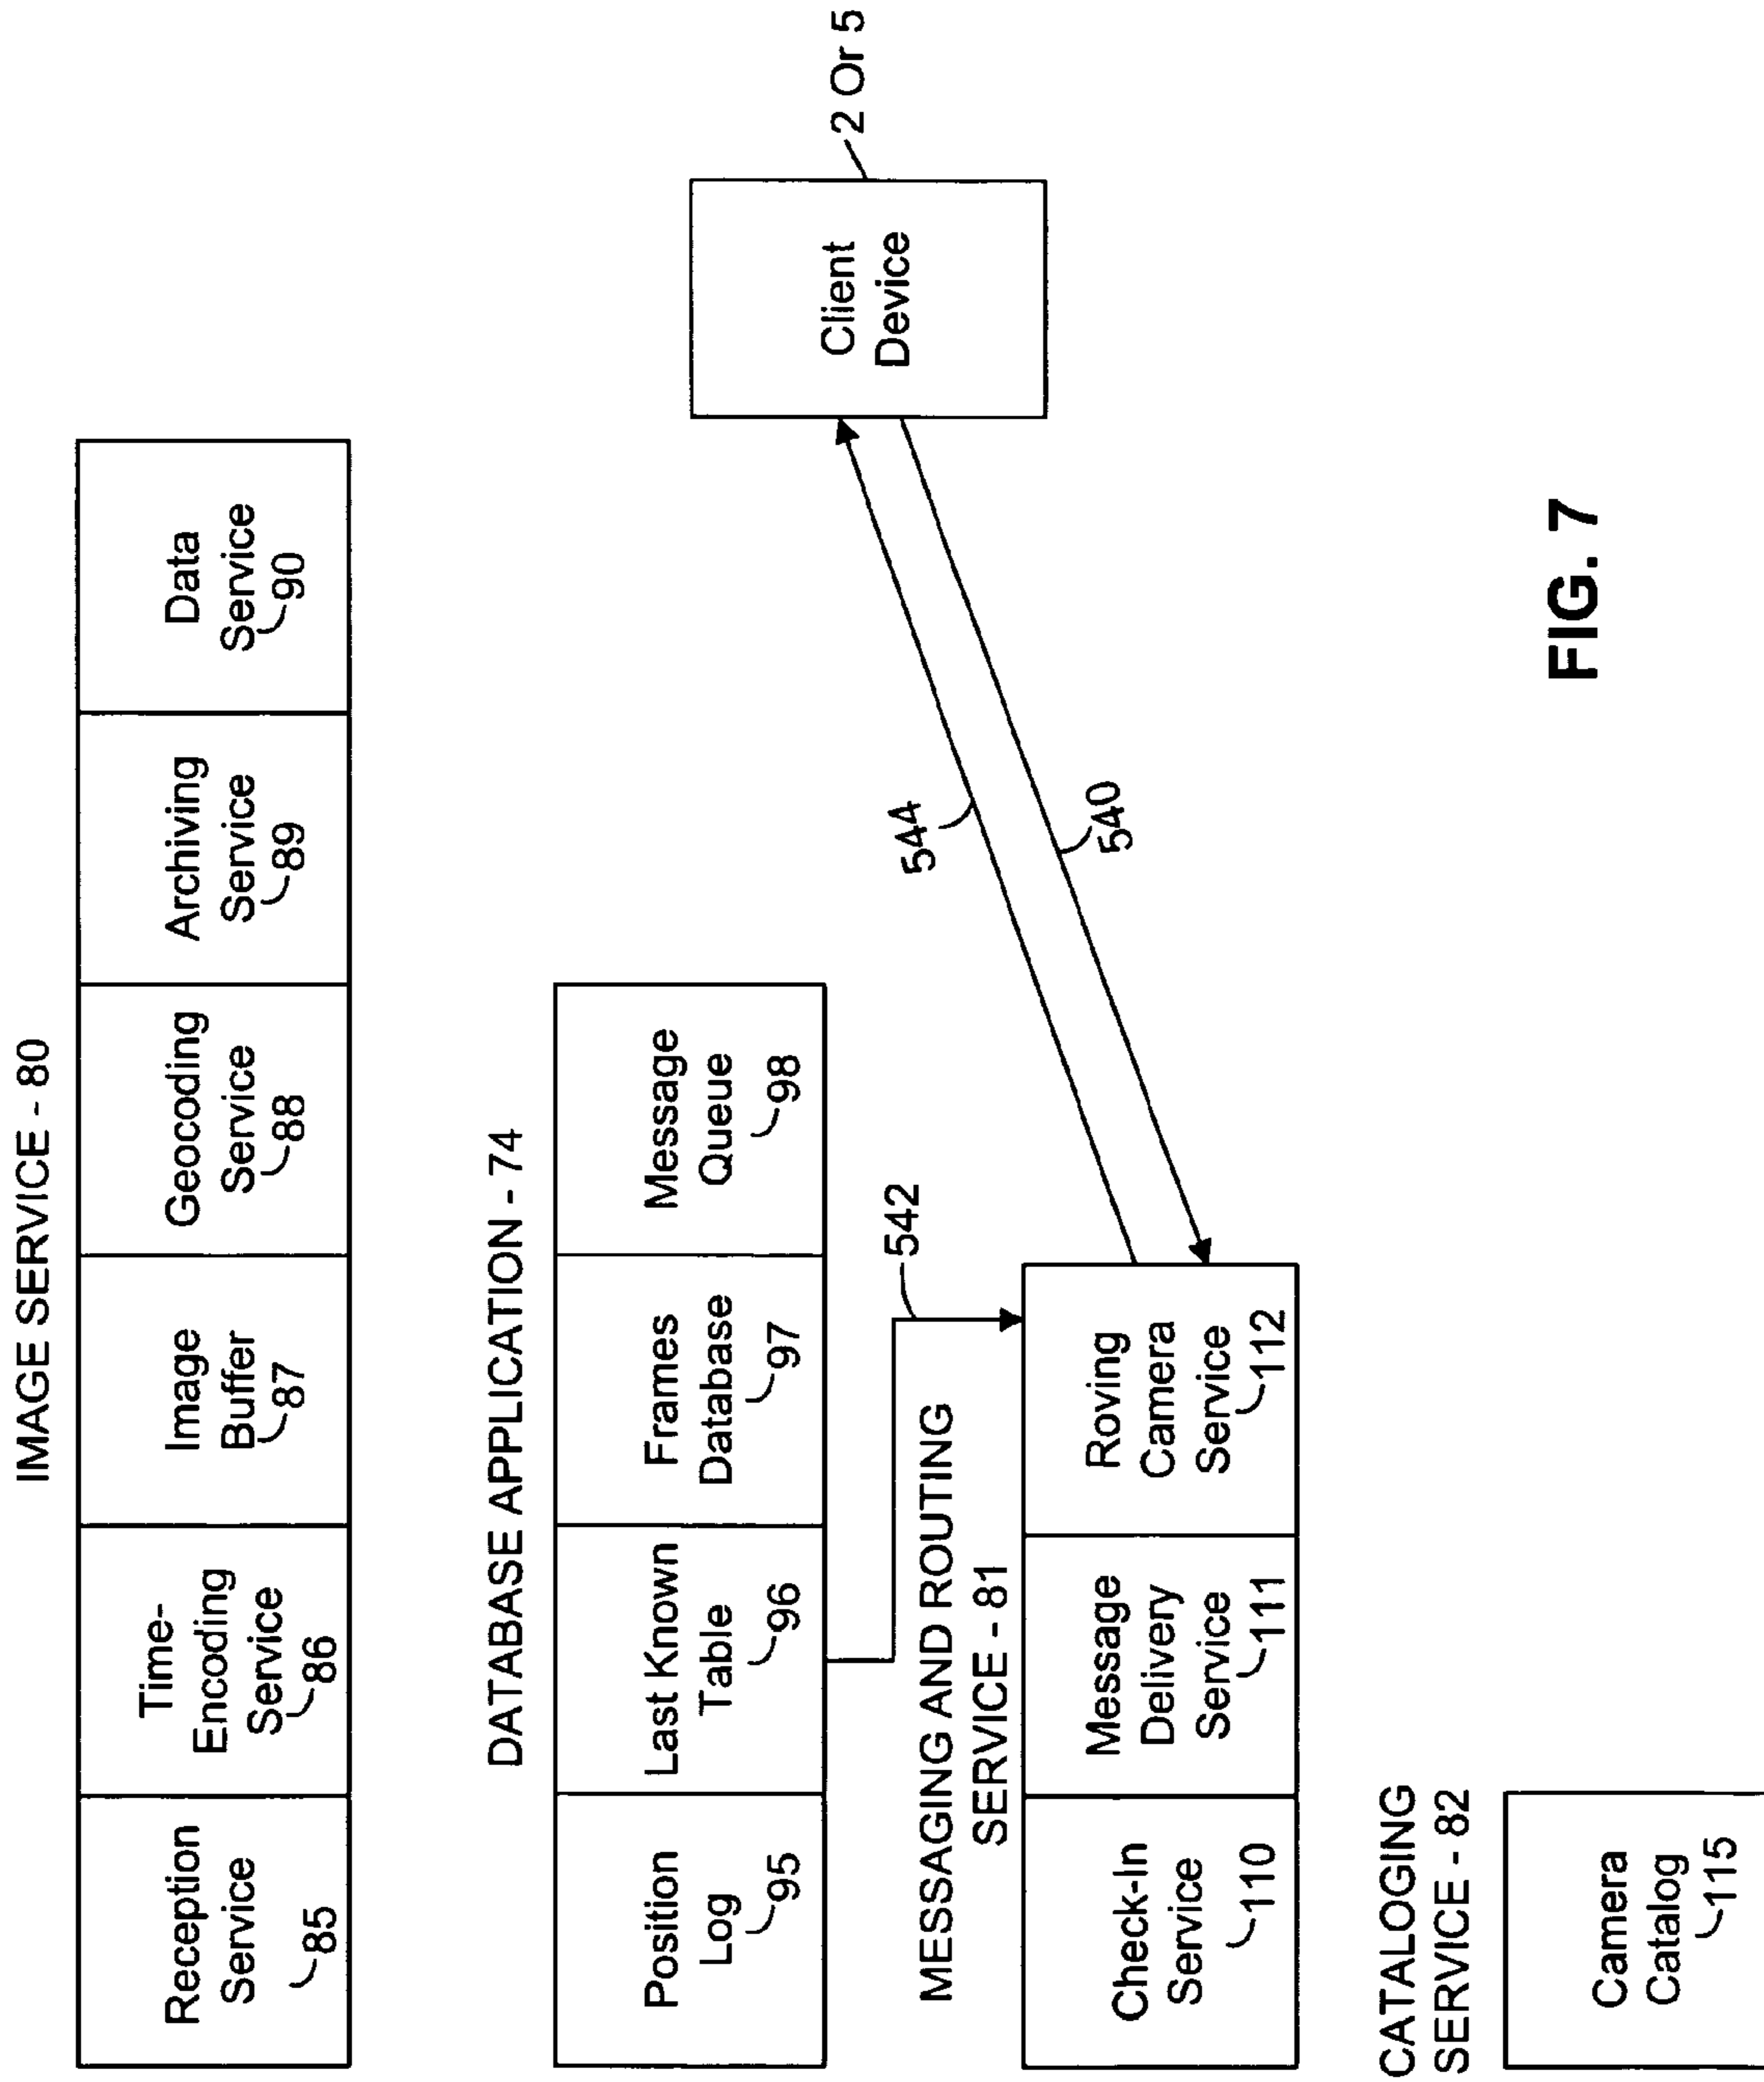 IMAGE SERVICE - 80
Reception
Service
85
Time-
Encoding
Service
86
Image
Buffer
87
Geocoding
Service
88
Archiving
Service
89
Data
Service
90
DATABASE APPLICATION - 74
Position
Log
95
Last Known
Table
96
Frames
Database
97
Message
Queue
98
542
MESSAGING AND ROUTING
SERVICE - 81
Check-In
Service
110
Message
Delivery
Service
111
Roving
Camera
Service
112
544
540
Client
Device
2 Or 5
CATALOGING
SERVICE - 82
Camera
Catalog
115
FIG. 7